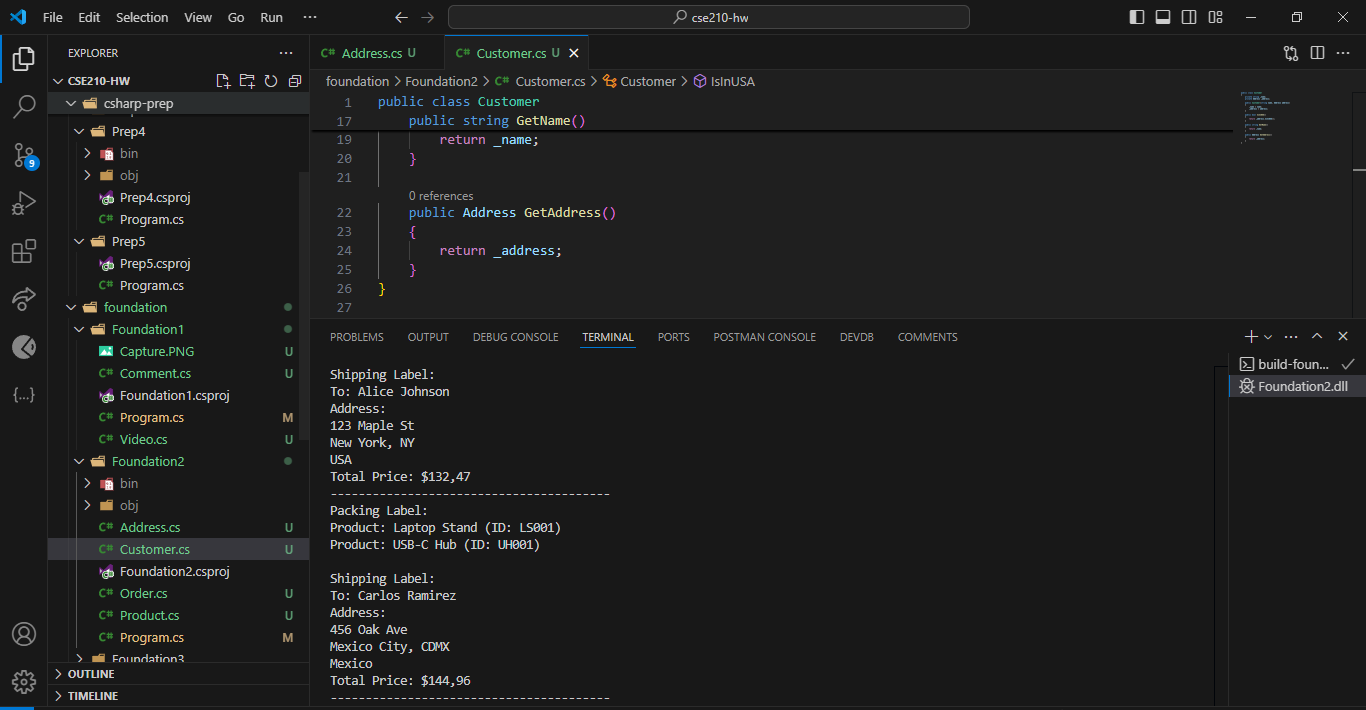 File Edit Selection View Go Run ··· cse210-hw
EXPLORER
CSE210-HW
csharp-prep
Prep4
bin
obj
Prep4.csproj
C# Program.cs
Prep5
Prep5.csproj
C# Program.cs
foundation
Foundation1
Capture.PNG U
C# Comment.cs U
Foundation1.csproj
C# Program.cs M
C# Video.cs U
Foundation2
bin
obj
C# Address.cs U
C# Customer.cs U
Foundation2.csproj
C# Order.cs U
C# Product.cs U
C# Program.cs M
Foundation3
OUTLINE
TIMELINE
9
C# Address.cs U C# Customer.cs U
foundation > Foundation2 > C# Customer.cs > Customer > IsInUSA
1 public class Customer
17 public string GetName()
19 return _name;
20 }
21
0 references
22 public Address GetAddress()
23 {
24 return _address;
25 }
26 }
27
PROBLEMS OUTPUT DEBUG CONSOLE TERMINAL PORTS POSTMAN CONSOLE DEVDB COMMENTS
Shipping Label:
To: Alice Johnson
Address:
123 Maple St
New York, NY
USA
Total Price: $132,47
----------------------------------------
Packing Label:
Product: Laptop Stand (ID: LS001)
Product: USB-C Hub (ID: UH001)
Shipping Label:
To: Carlos Ramirez
Address:
456 Oak Ave
Mexico City, CDMX
Mexico
Total Price: $144,96
----------------------------------------
build-foun...
Foundation2.dll